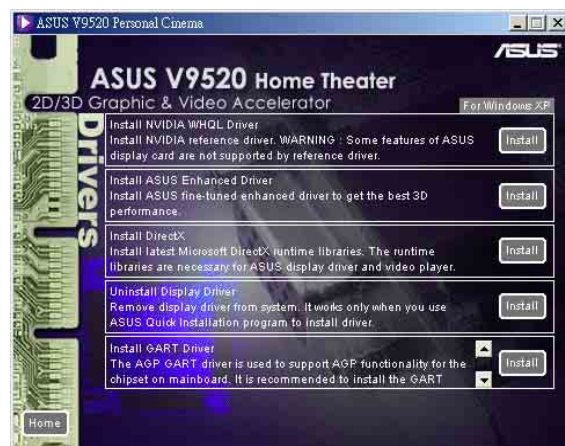 ASUS V9520 Personal Cinema
ASUS
ASUS V9520 Home Theater
2D/3D Graphic & Video Accelerator
For Windows XP
Drivers
Install NVIDIA WHQL Driver
Install NVIDIA reference driver. WARNING : Some features of ASUS
display card are not supported by reference driver.
Install
Install ASUS Enhanced Driver
Install ASUS fine-tuned enhanced driver to get the best 3D
performance.
Install
Install DirectX
Install latest Microsoft DirectX runtime libraries. The runtime
libraries are necessary for ASUS display driver and video player.
Install
Uninstall Display Driver
Remove display driver from system. It works only when you use
ASUS Quick Installation program to install driver.
Install
Install GART Driver
The AGP GART driver is used to support AGP functionality for the
chipset on mainboard. It is recommended to install the GART
Install
Home